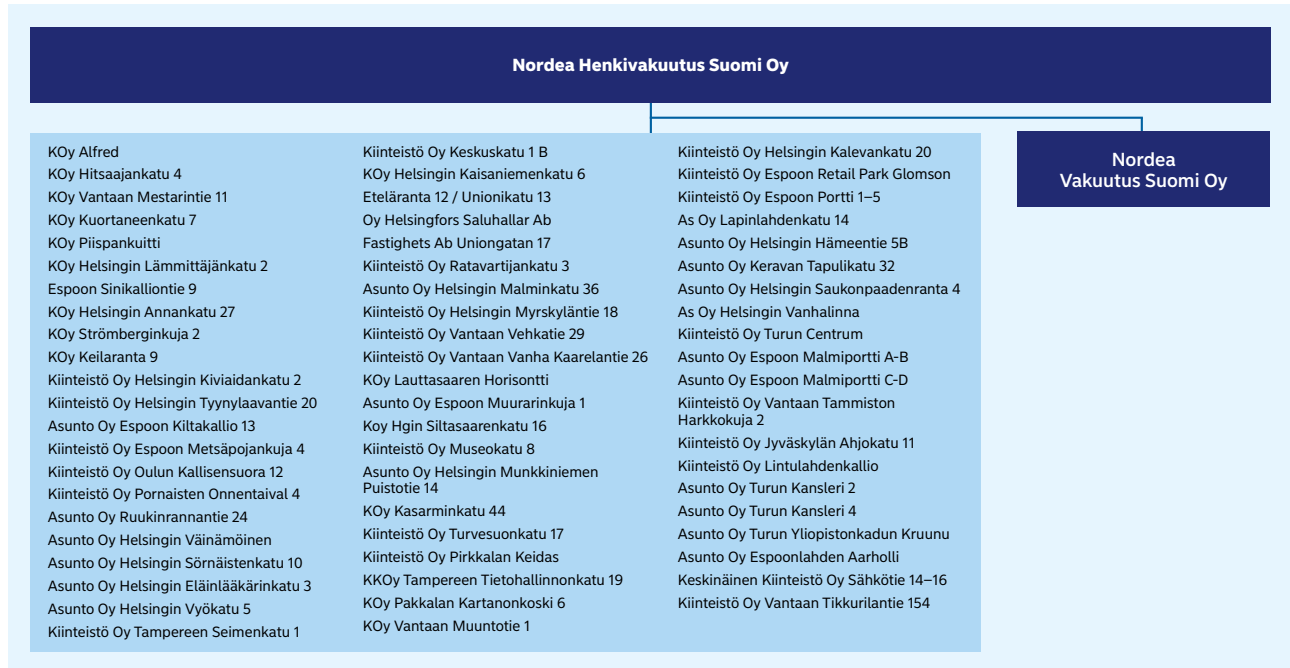 Nordea Henkivakuutus Suomi Oy
KOy Alfred
KOy Hitsaajankatu 4
KOy Vantaan Mestarintie 11
KOy Kuortaneenkatu 7
KOy Piispankuitti
KOy Helsingin Lämmittäjänkatu 2
Espoon Sinikalliontie 9
KOy Helsingin Annankatu 27
KOy Strömberginkuja 2
KOy Keilaranta 9
Kiinteistö Oy Helsingin Kiviaidankatu 2
Kiinteistö Oy Helsingin Tyynylaavantie 20
Asunto Oy Espoon Kiltakallio 13
Kiinteistö Oy Espoon Metsäpojankuja 4
Kiinteistö Oy Oulun Kallisensuora 12
Kiinteistö Oy Pornaisten Onnentaival 4
Asunto Oy Ruukinrannantie 24
Asunto Oy Helsingin Väinämöinen
Asunto Oy Helsingin Sörnäistenkatu 10
Asunto Oy Helsingin Eläinlääkärinkatu 3
Asunto Oy Helsingin Vyökatu 5
Kiinteistö Oy Tampereen Seimenkatu 1
Kiinteistö Oy Keskuskatu 1 B
KOy Helsingin Kaisaniemenkatu 6
Eteläranta 12 / Unionikatu 13
Oy Helsingfors Saluhallar Ab
Fastighets Ab Uniongatan 17
Kiinteistö Oy Ratavartijankatu 3
Asunto Oy Helsingin Malminkatu 36
Kiinteistö Oy Helsingin Myrskyläntie 18
Kiinteistö Oy Vantaan Vehkatie 29
Kiinteistö Oy Vantaan Vanha Kaarelantie 26
KOy Lauttasaaren Horisontti
Asunto Oy Espoon Muurarinkuja 1
Koy Hgin Siltasaarenkatu 16
Kiinteistö Oy Museokatu 8
Asunto Oy Helsingin Munkkiniemen
Puistotie 14
KOy Kasarminkatu 44
Kiinteistö Oy Turvesuonkatu 17
Kiinteistö Oy Pirkkalan Keidas
KKOy Tampereen Tietohallinnonkatu 19
KOy Pakkalan Kartanonkoski 6
KOy Vantaan Muuntotie 1
Kiinteistö Oy Helsingin Kalevankatu 20
Kiinteistö Oy Espoon Retail Park Glomson
Kiinteistö Oy Espoon Portti 1–5
As Oy Lapinlahdenkatu 14
Asunto Oy Helsingin Hämeentie 5B
Asunto Oy Keravan Tapulikatu 32
Asunto Oy Helsingin Saukonpaadenranta 4
As Oy Helsingin Vanhalinna
Kiinteistö Oy Turun Centrum
Asunto Oy Espoon Malmiportti A-B
Asunto Oy Espoon Malmiportti C-D
Kiinteistö Oy Vantaan Tammiston
Harkkokuja 2
Kiinteistö Oy Jyväskylän Ahjokatu 11
Kiinteistö Oy Lintulahdenkallio
Asunto Oy Turun Kansleri 2
Asunto Oy Turun Kansleri 4
Asunto Oy Turun Yliopistonkadun Kruunu
Asunto Oy Espoonlahden Aarholli
Keskinäinen Kiinteistö Oy Sähkötie 14–16
Kiinteistö Oy Vantaan Tikkurilantie 154
Nordea
Vakuutus Suomi Oy